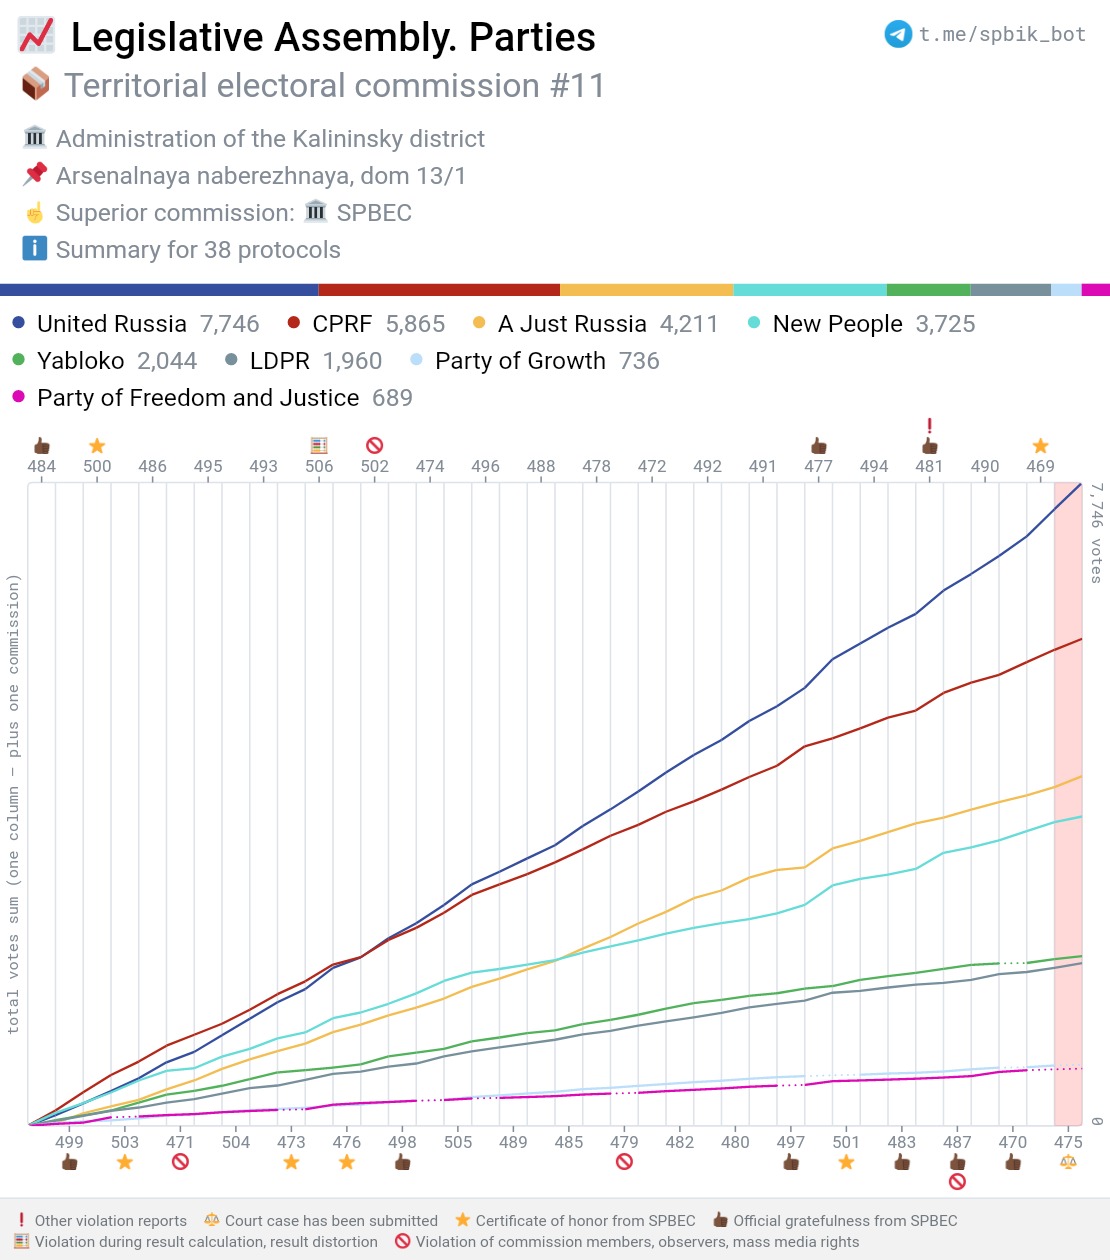 Legislative Assembly. Parties
t.me/spbik_bot
Territorial electoral commission #11
Administration of the Kalininsky district
Arsenalnaya naberezhnaya, dom 13/1
Superior commission: SPBEC
Summary for 38 protocols
United Russia 7,746 CPRF 5,865 A Just Russia 4,211 New People 3,725
Yabloko 2,044 LDPR 1,960 Party of Growth 736
Party of Freedom and Justice 689
484 500 486 495 493 506 502 474 496 488 478 472 492 491 477 494 481 490 469
7,746 votes
total votes sum (one column – plus one commission)
0
499 503 471 504 473 476 498 505 489 485 479 482 480 497 501 483 487 470 475
Other violation reports Court case has been submitted Certificate of honor from SPBEC Official gratefulness from SPBEC
Violation during result calculation, result distortion Violation of commission members, observers, mass media rights